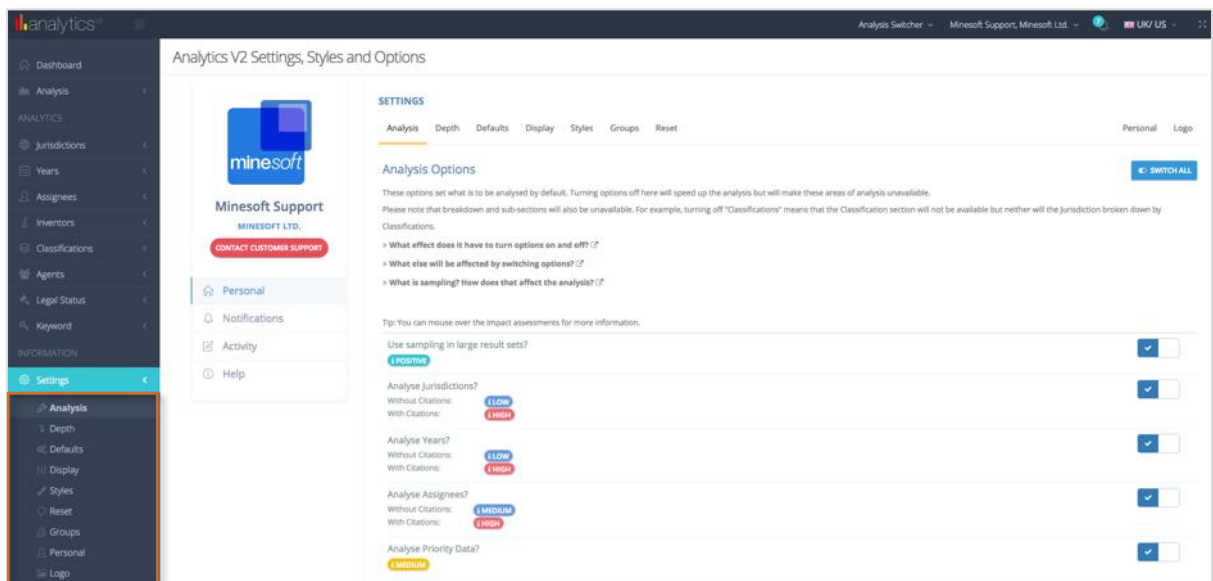 analytics
Analysis Switcher
Minesoft Support, Minesoft Ltd.
7
UK/ US
Dashboard
Analysis
ANALYTICS
Jurisdictions
Years
Assignees
Inventors
Classifications
Agents
Legal Status
Keyword
INFORMATION
Settings
Analysis
Depth
Defaults
Display
Styles
Reset
Groups
Personal
Logo
Analytics V2 Settings, Styles and Options
minesoft
Minesoft Support
MINESOFT LTD.
CONTACT CUSTOMER SUPPORT
Personal
Notifications
Activity
Help
SETTINGS
Analysis Depth Defaults Display Styles Groups Reset Personal Logo
Analysis Options
SWITCH ALL
These options set what is to be analysed by default. Turning options off here will speed up the analysis but will make these areas of analysis unavailable.
Please note that breakdown and sub-sections will also be unavailable. For example, turning off "Classifications" means that the Classification section will not be available but neither will the Jurisdiction broken down by
Classifications.
» What effect does it have to turn options on and off?
» What else will be affected by switching options?
» What is sampling? How does that affect the analysis?
Tip: You can mouse over the impact assessments for more information.
Use sampling in large result sets?
POSITIVE
Analyse Jurisdictions?
Without Citations: LOW
With Citations: HIGH
Analyse Years?
Without Citations: LOW
With Citations: HIGH
Analyse Assignees?
Without Citations: MEDIUM
With Citations: HIGH
Analyse Priority Data?
MEDIUM